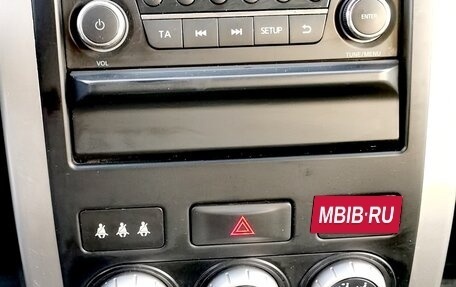 ENTER
TA SETUP
VOL TUNE/MENU
MBIB·RU